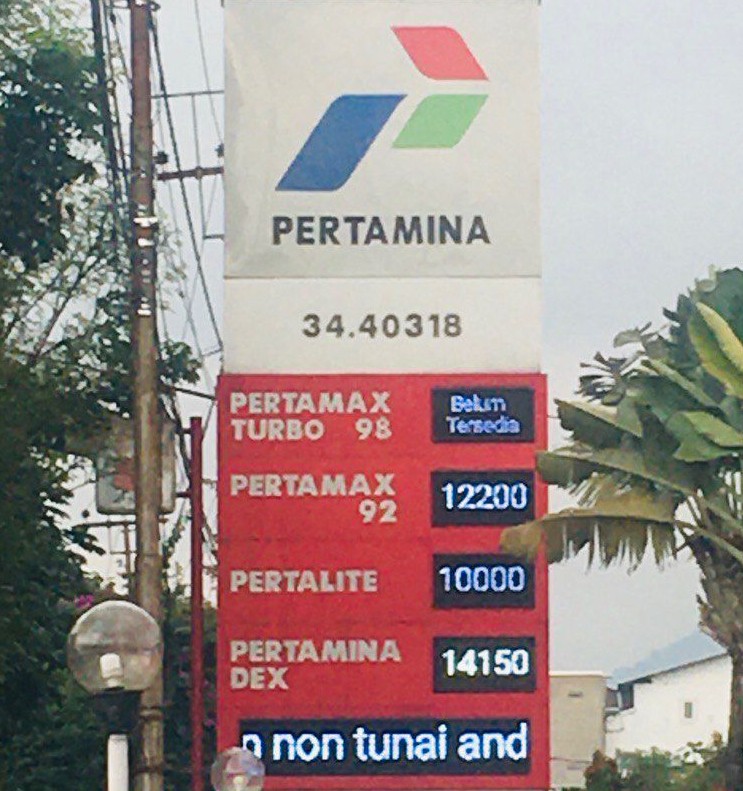 PERTAMINA
34.40318
PERTAMAX
TURBO 98
Belum
Tersedia
PERTAMAX
92
12200
PERTALITE
10000
PERTAMINA
DEX
14150
n non tunai and